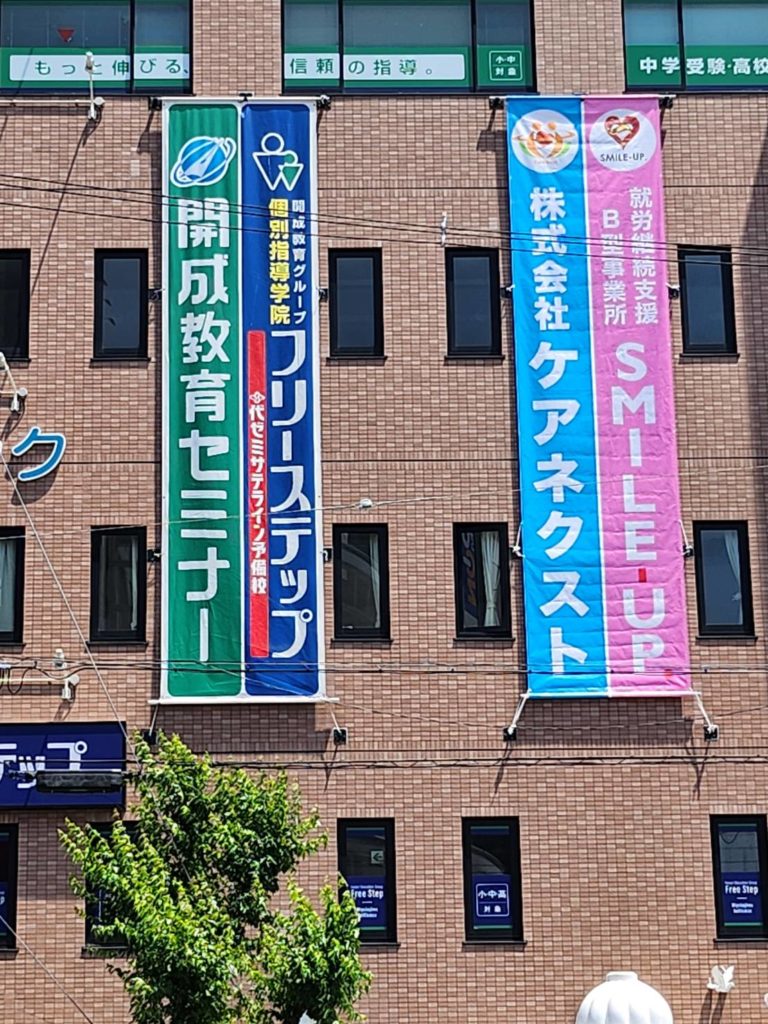 もっと伸びる、
信頼の指導。
小・中
対象
中学受験・高校
開成教育セミナー
開成教育グループ
個別指導学院
フリーステップ
代ゼミサテライン予備校
株式会社ケアネクスト
SMILE-UP.
就労継続支援
B型事業所
SMILE-UP.
ク
テップ
Free Step
小・中・高
対象
Free Step